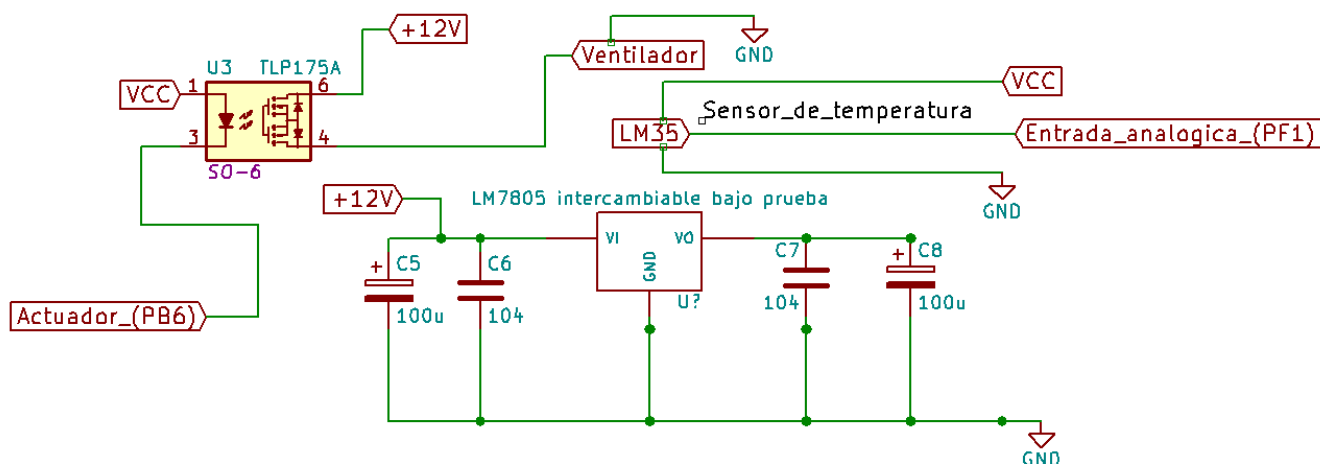 +12V
Ventilador
GND
U3 TLP175A
VCC
1
6
3
4
SO-6
VCC
Sensor_de_temperatura
LM35
Entrada_analogica_(PF1)
GND
+12V
LM7805 intercambiable bajo prueba
VI
VO
GND
U?
+
C5
100u
C6
104
C7
104
+
C8
100u
Actuador_(PB6)
GND